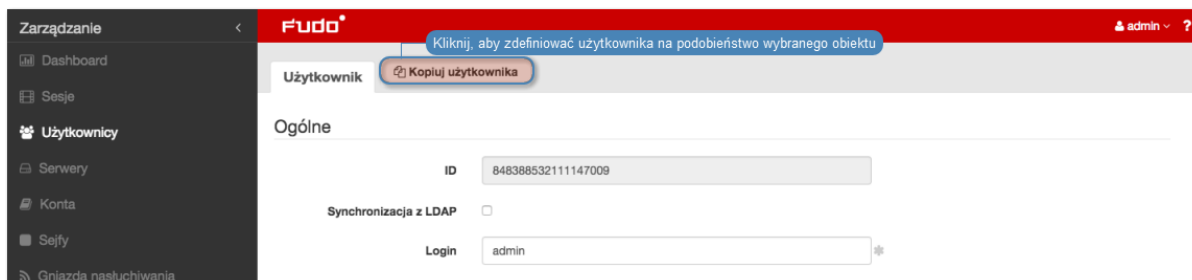 Zarządzanie
FUDO
admin
?
Kliknij, aby zdefiniować użytkownika na podobieństwo wybranego obiektu
Dashboard
Użytkownik
Kopiuj użytkownika
Sesje
Użytkownicy
Ogólne
Serwery
ID
848388532111147009
Konta
Synchronizacja z LDAP
Sejfy
Login
admin
Gniazda nasłuchiwania